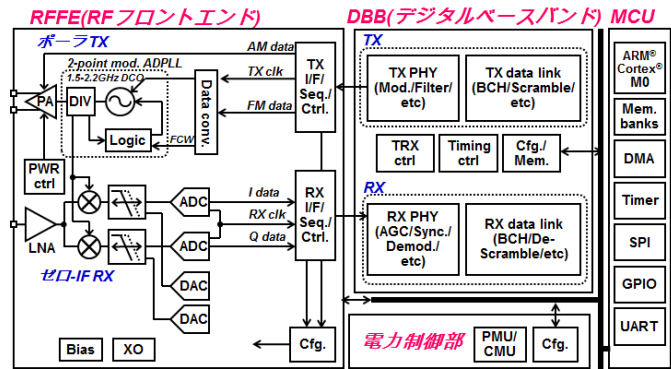 RFFE(RFフロントエンド)
DBB(デジタルベースバンド)
MCU
ポーラTX
AM data
2-point mod. ADPLL
1.5-2.2GHz DCO
TX clk
FM data
FCW
PA
DIV
Logic
Data conv.
TX
I/F/
Seq./
Ctrl.
PWR
ctrl
LNA
ADC
ADC
DAC
DAC
I data
RX clk
Q data
RX
I/F/
Seq./
Ctrl.
ゼロ-IF RX
Bias
XO
Cfg.
TX
TX PHY
(Mod./Filter/
etc)
TX data link
(BCH/Scramble/
etc)
TRX
ctrl
Timing
ctrl
Cfg./
Mem.
RX
RX PHY
(AGC/Sync./
Demod./
etc)
RX data link
(BCH/De-
Scramble/etc)
電力制御部
PMU/
CMU
Cfg.
ARM®
Cortex®
M0
Mem.
banks
DMA
Timer
SPI
GPIO
UART